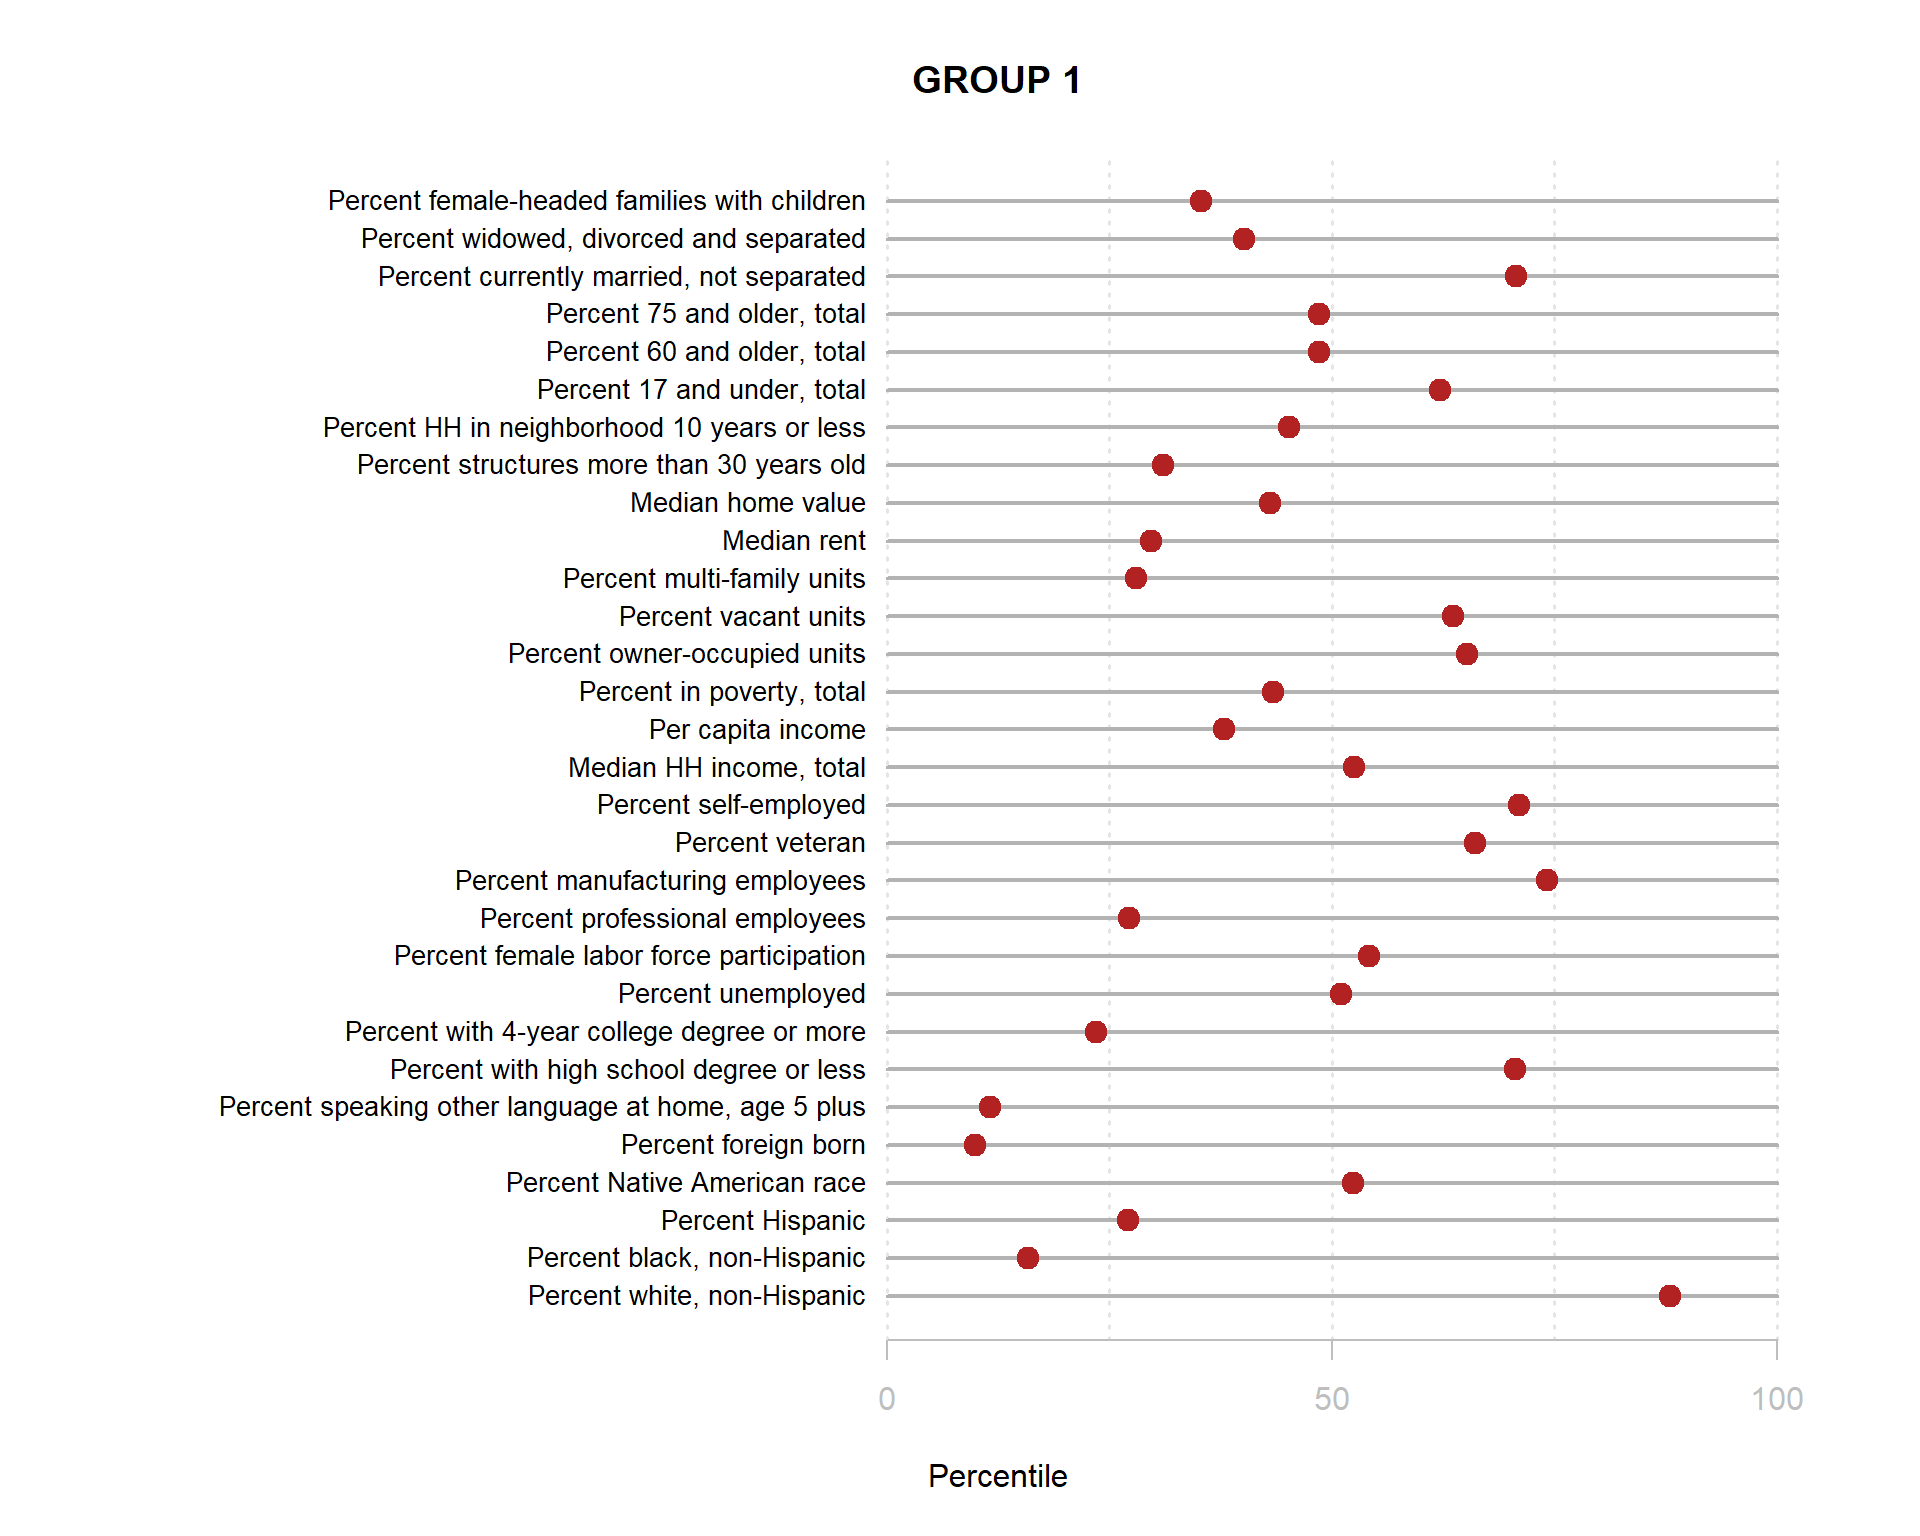 GROUP 1
Percent female-headed families with children
Percent widowed, divorced and separated
Percent currently married, not separated
Percent 75 and older, total
Percent 60 and older, total
Percent 17 and under, total
Percent HH in neighborhood 10 years or less
Percent structures more than 30 years old
Median home value
Median rent
Percent multi-family units
Percent vacant units
Percent owner-occupied units
Percent in poverty, total
Per capita income
Median HH income, total
Percent self-employed
Percent veteran
Percent manufacturing employees
Percent professional employees
Percent female labor force participation
Percent unemployed
Percent with 4-year college degree or more
Percent with high school degree or less
Percent speaking other language at home, age 5 plus
Percent foreign born
Percent Native American race
Percent Hispanic
Percent black, non-Hispanic
Percent white, non-Hispanic
0 50 100
Percentile